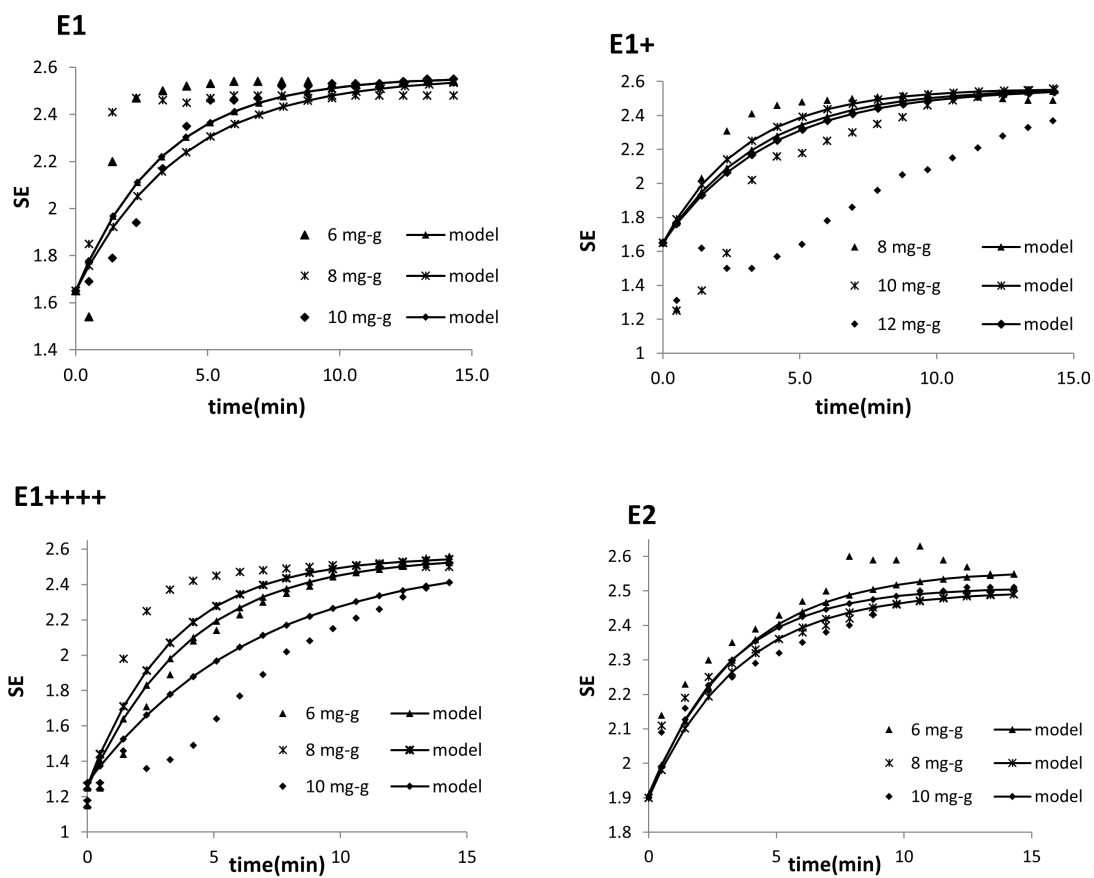 E1
2.6
2.4
2.2
2
1.8
1.6
1.4
SE
6 mg-g model
8 mg-g model
10 mg-g model
0.0 5.0 10.0 15.0
time(min)
E1+
2.6
2.4
2.2
2
1.8
1.6
1.4
1.2
1
SE
8 mg-g model
10 mg-g model
12 mg-g model
0.0 5.0 10.0 15.0
time(min)
E1++++
2.6
2.4
2.2
2
1.8
1.6
1.4
1.2
1
SE
6 mg-g model
8 mg-g model
10 mg-g model
0 5 10 15
time(min)
E2
2.6
2.5
2.4
2.3
2.2
2.1
2
1.9
1.8
SE
6 mg-g model
8 mg-g model
10 mg-g model
0 5 10 15
time(min)